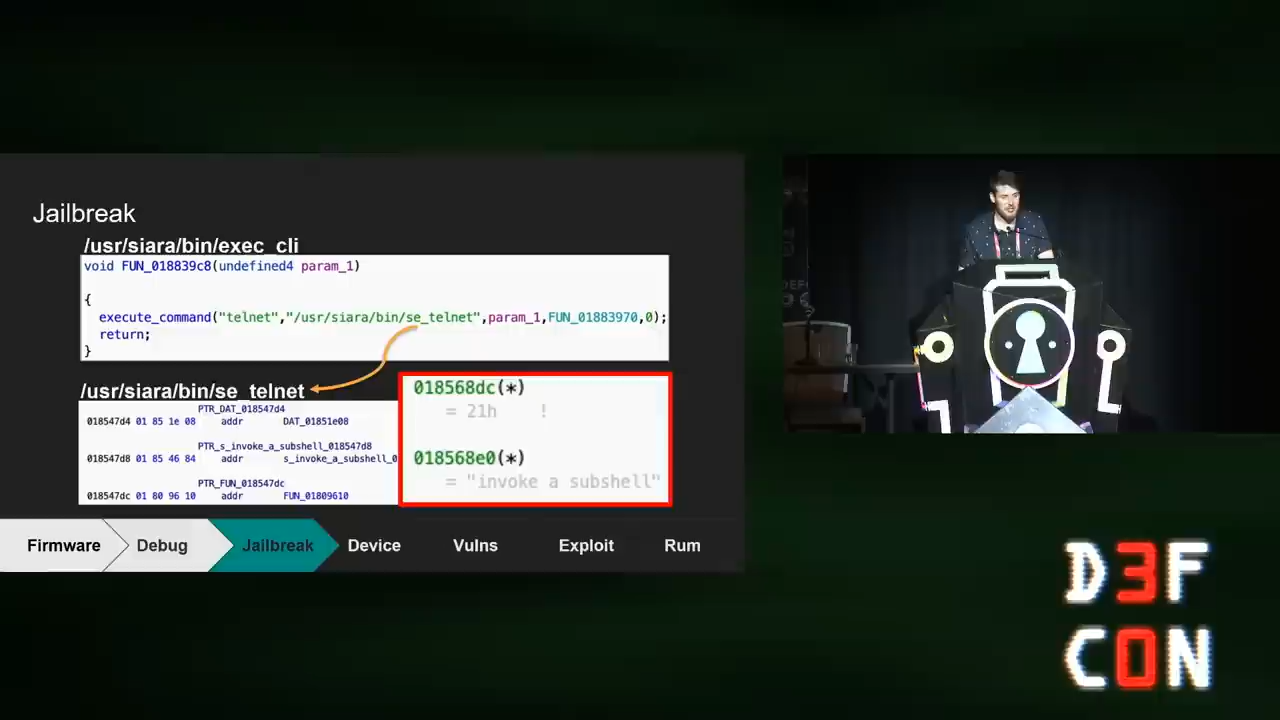 Jailbreak
/usr/siara/bin/exec_cli
void FUN_018839c8(undefined4 param_1)
{
execute_command("telnet","/usr/siara/bin/se_telnet",param_1,FUN_01883970,0);
return;
}
/usr/siara/bin/se_telnet
PTR_DAT_018547d4
018547d4 01 85 1e 08 addr DAT_01851e08
PTR_s_invoke_a_subshell_018547d8
018547d8 01 85 46 84 addr s_invoke_a_subshell_0
PTR_FUN_018547dc
018547dc 01 80 96 10 addr FUN_01809610
018568dc(*)
= 21h !
018568e0(*)
= "invoke a subshell"
Firmware Debug Jailbreak Device Vulns Exploit Rum
D3F
C0N